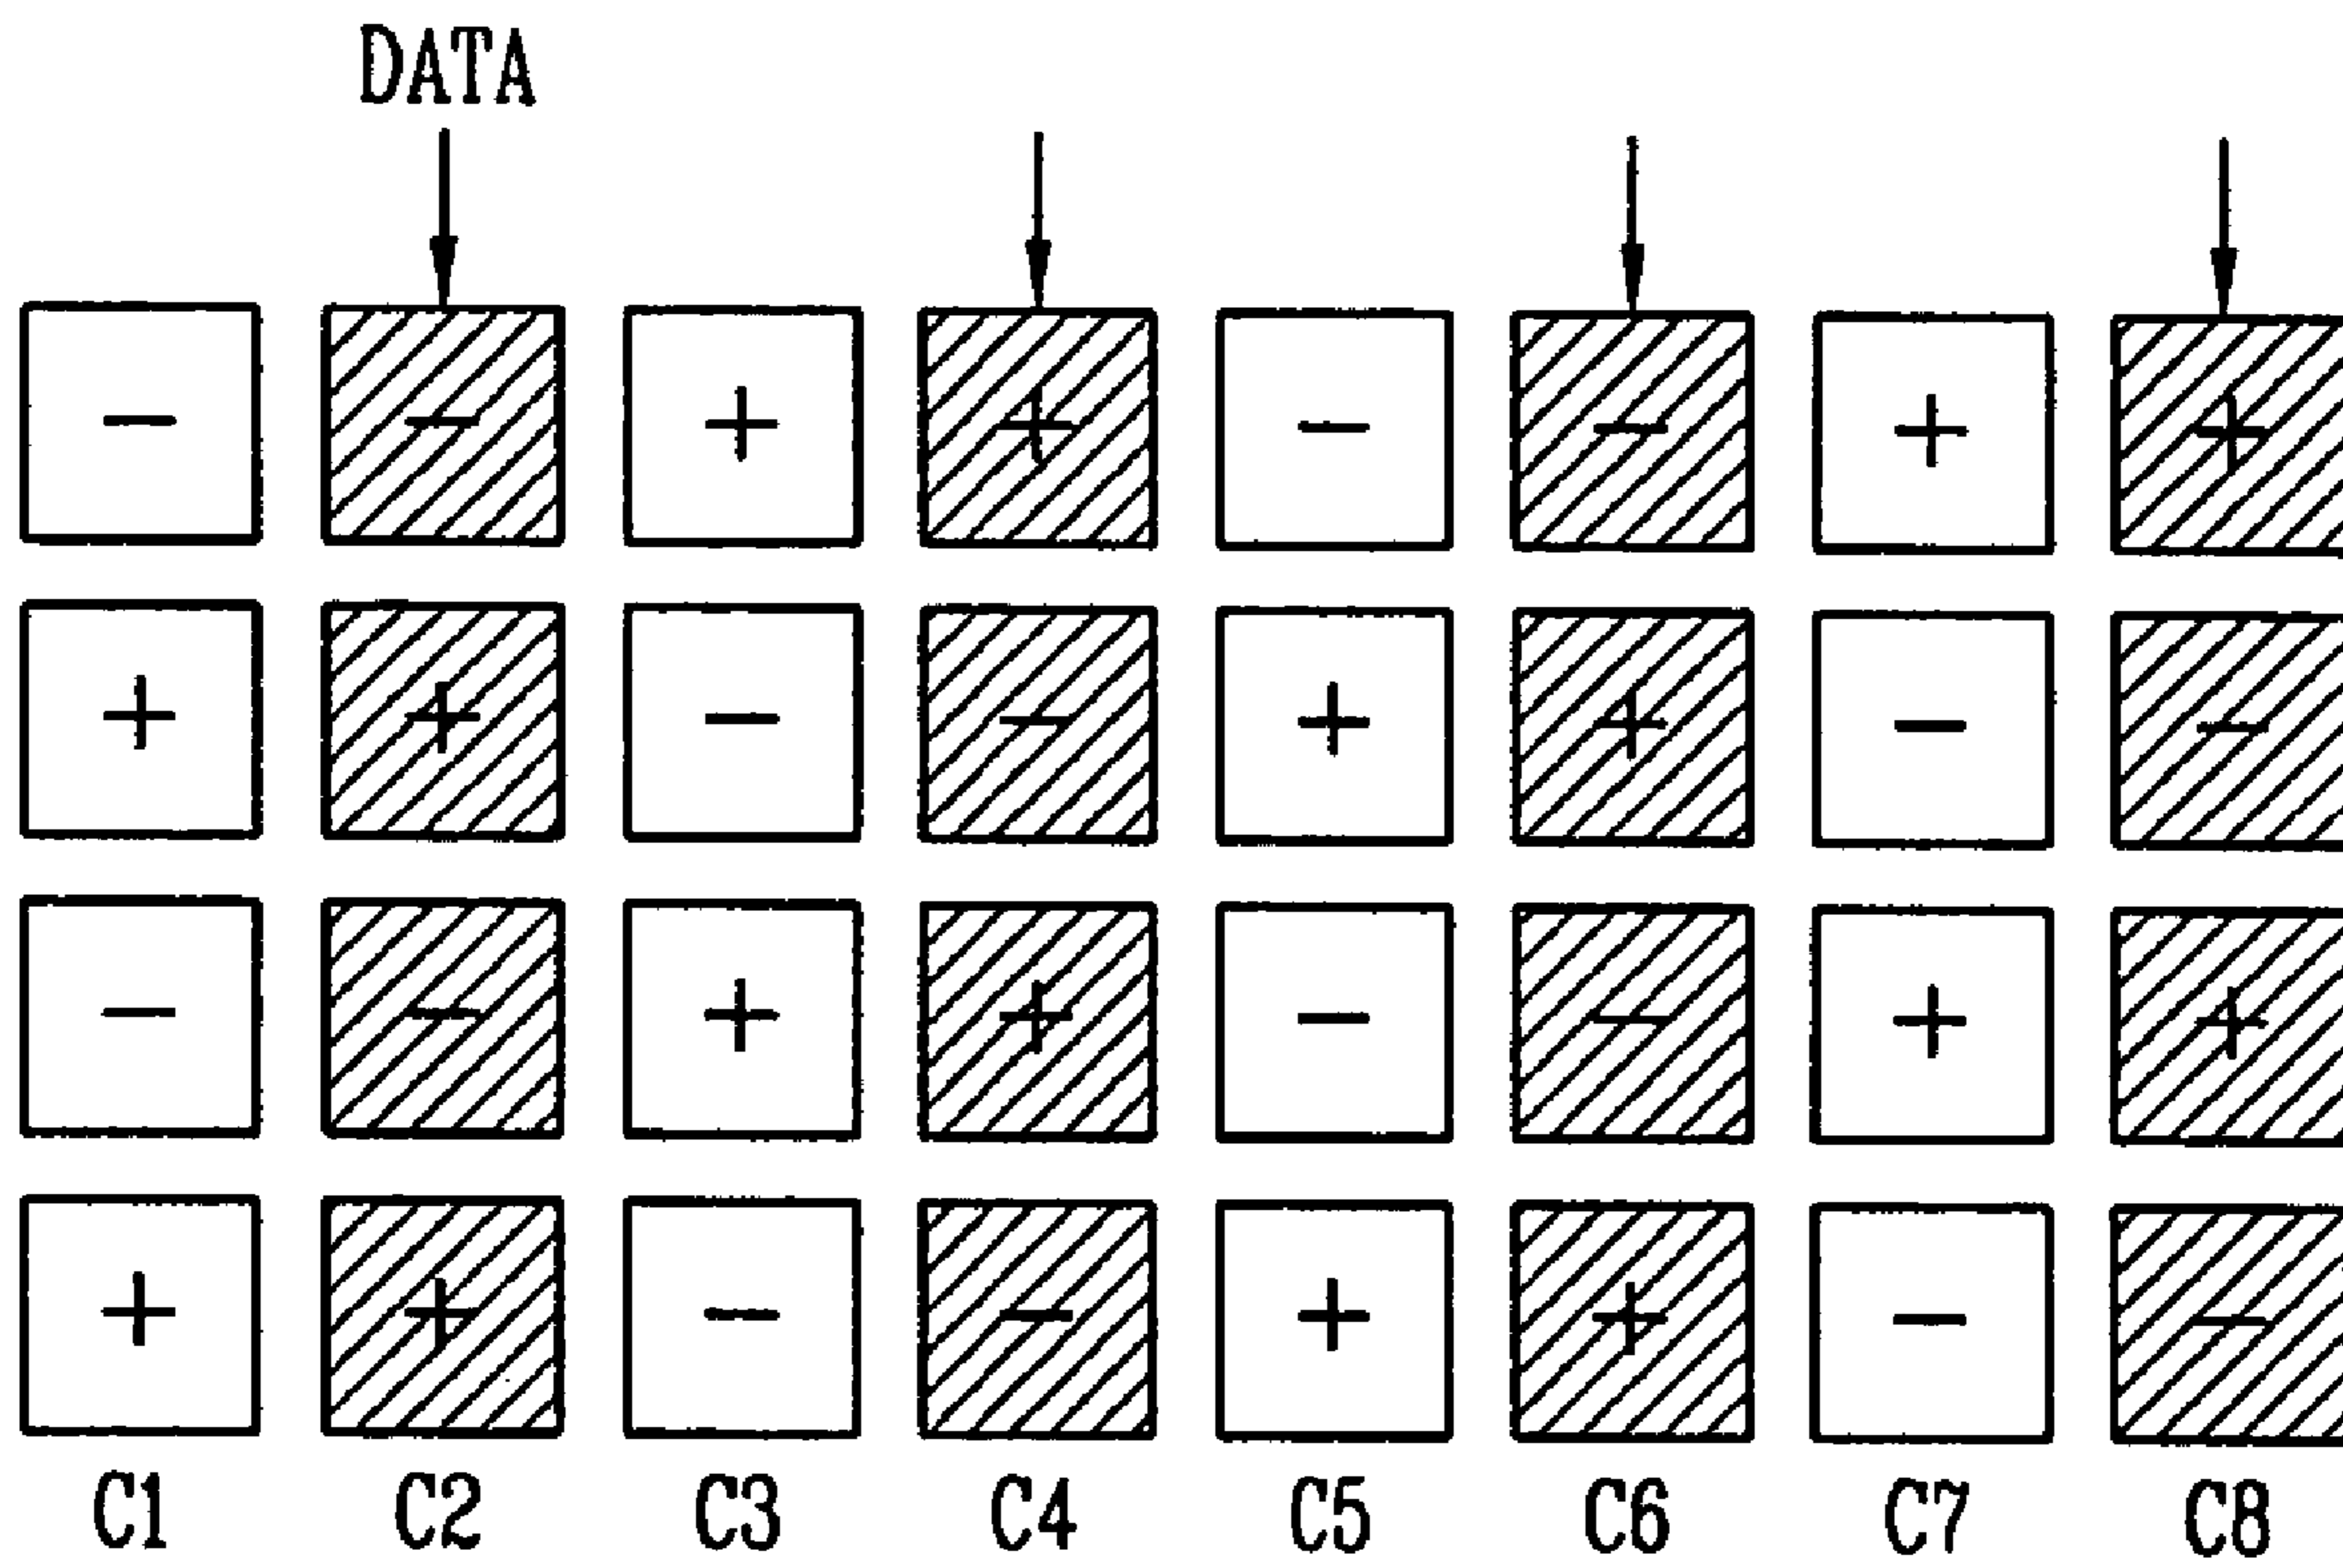 DATA
− − + + − − + +
+ + − − + + − −
− − + + − − + +
+ + − − + + − −
C1 C2 C3 C4 C5 C6 C7 C8